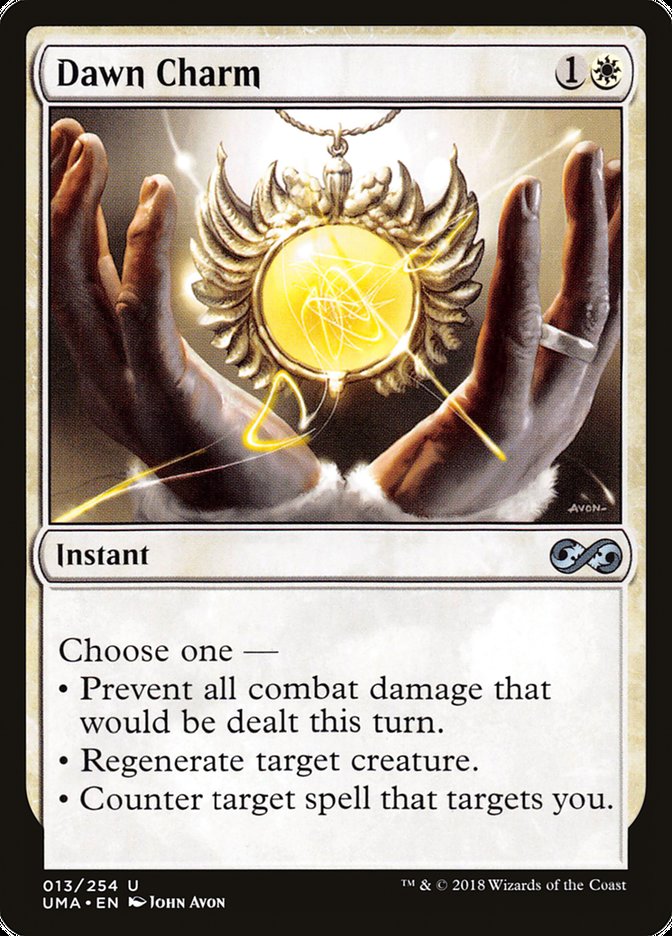 Dawn Charm 1
AVON-
Instant
Choose one —
• Prevent all combat damage that
would be dealt this turn.
• Regenerate target creature.
• Counter target spell that targets you.
013/254 U
™ & © 2018 Wizards of the Coast
UMA • EN John Avon